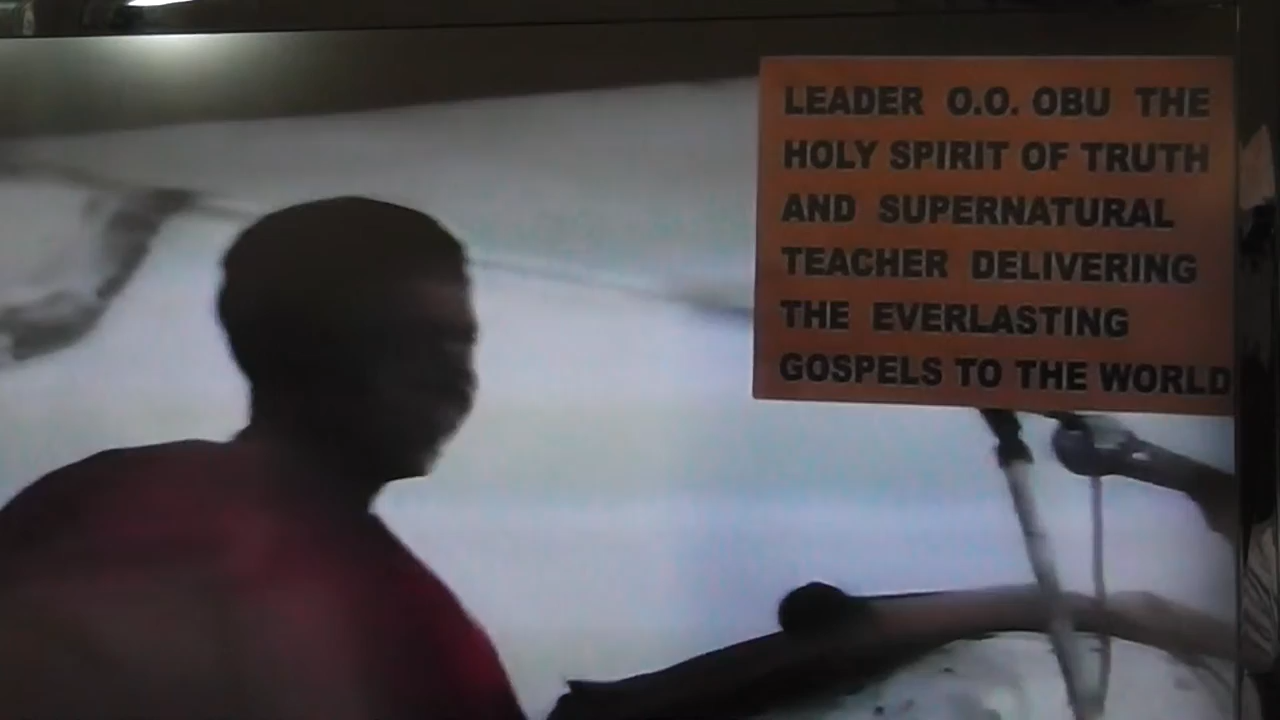 LEADER O.O. OBU THE
HOLY SPIRIT OF TRUTH
AND SUPERNATURAL
TEACHER DELIVERING
THE EVERLASTING
GOSPELS TO THE WORLD